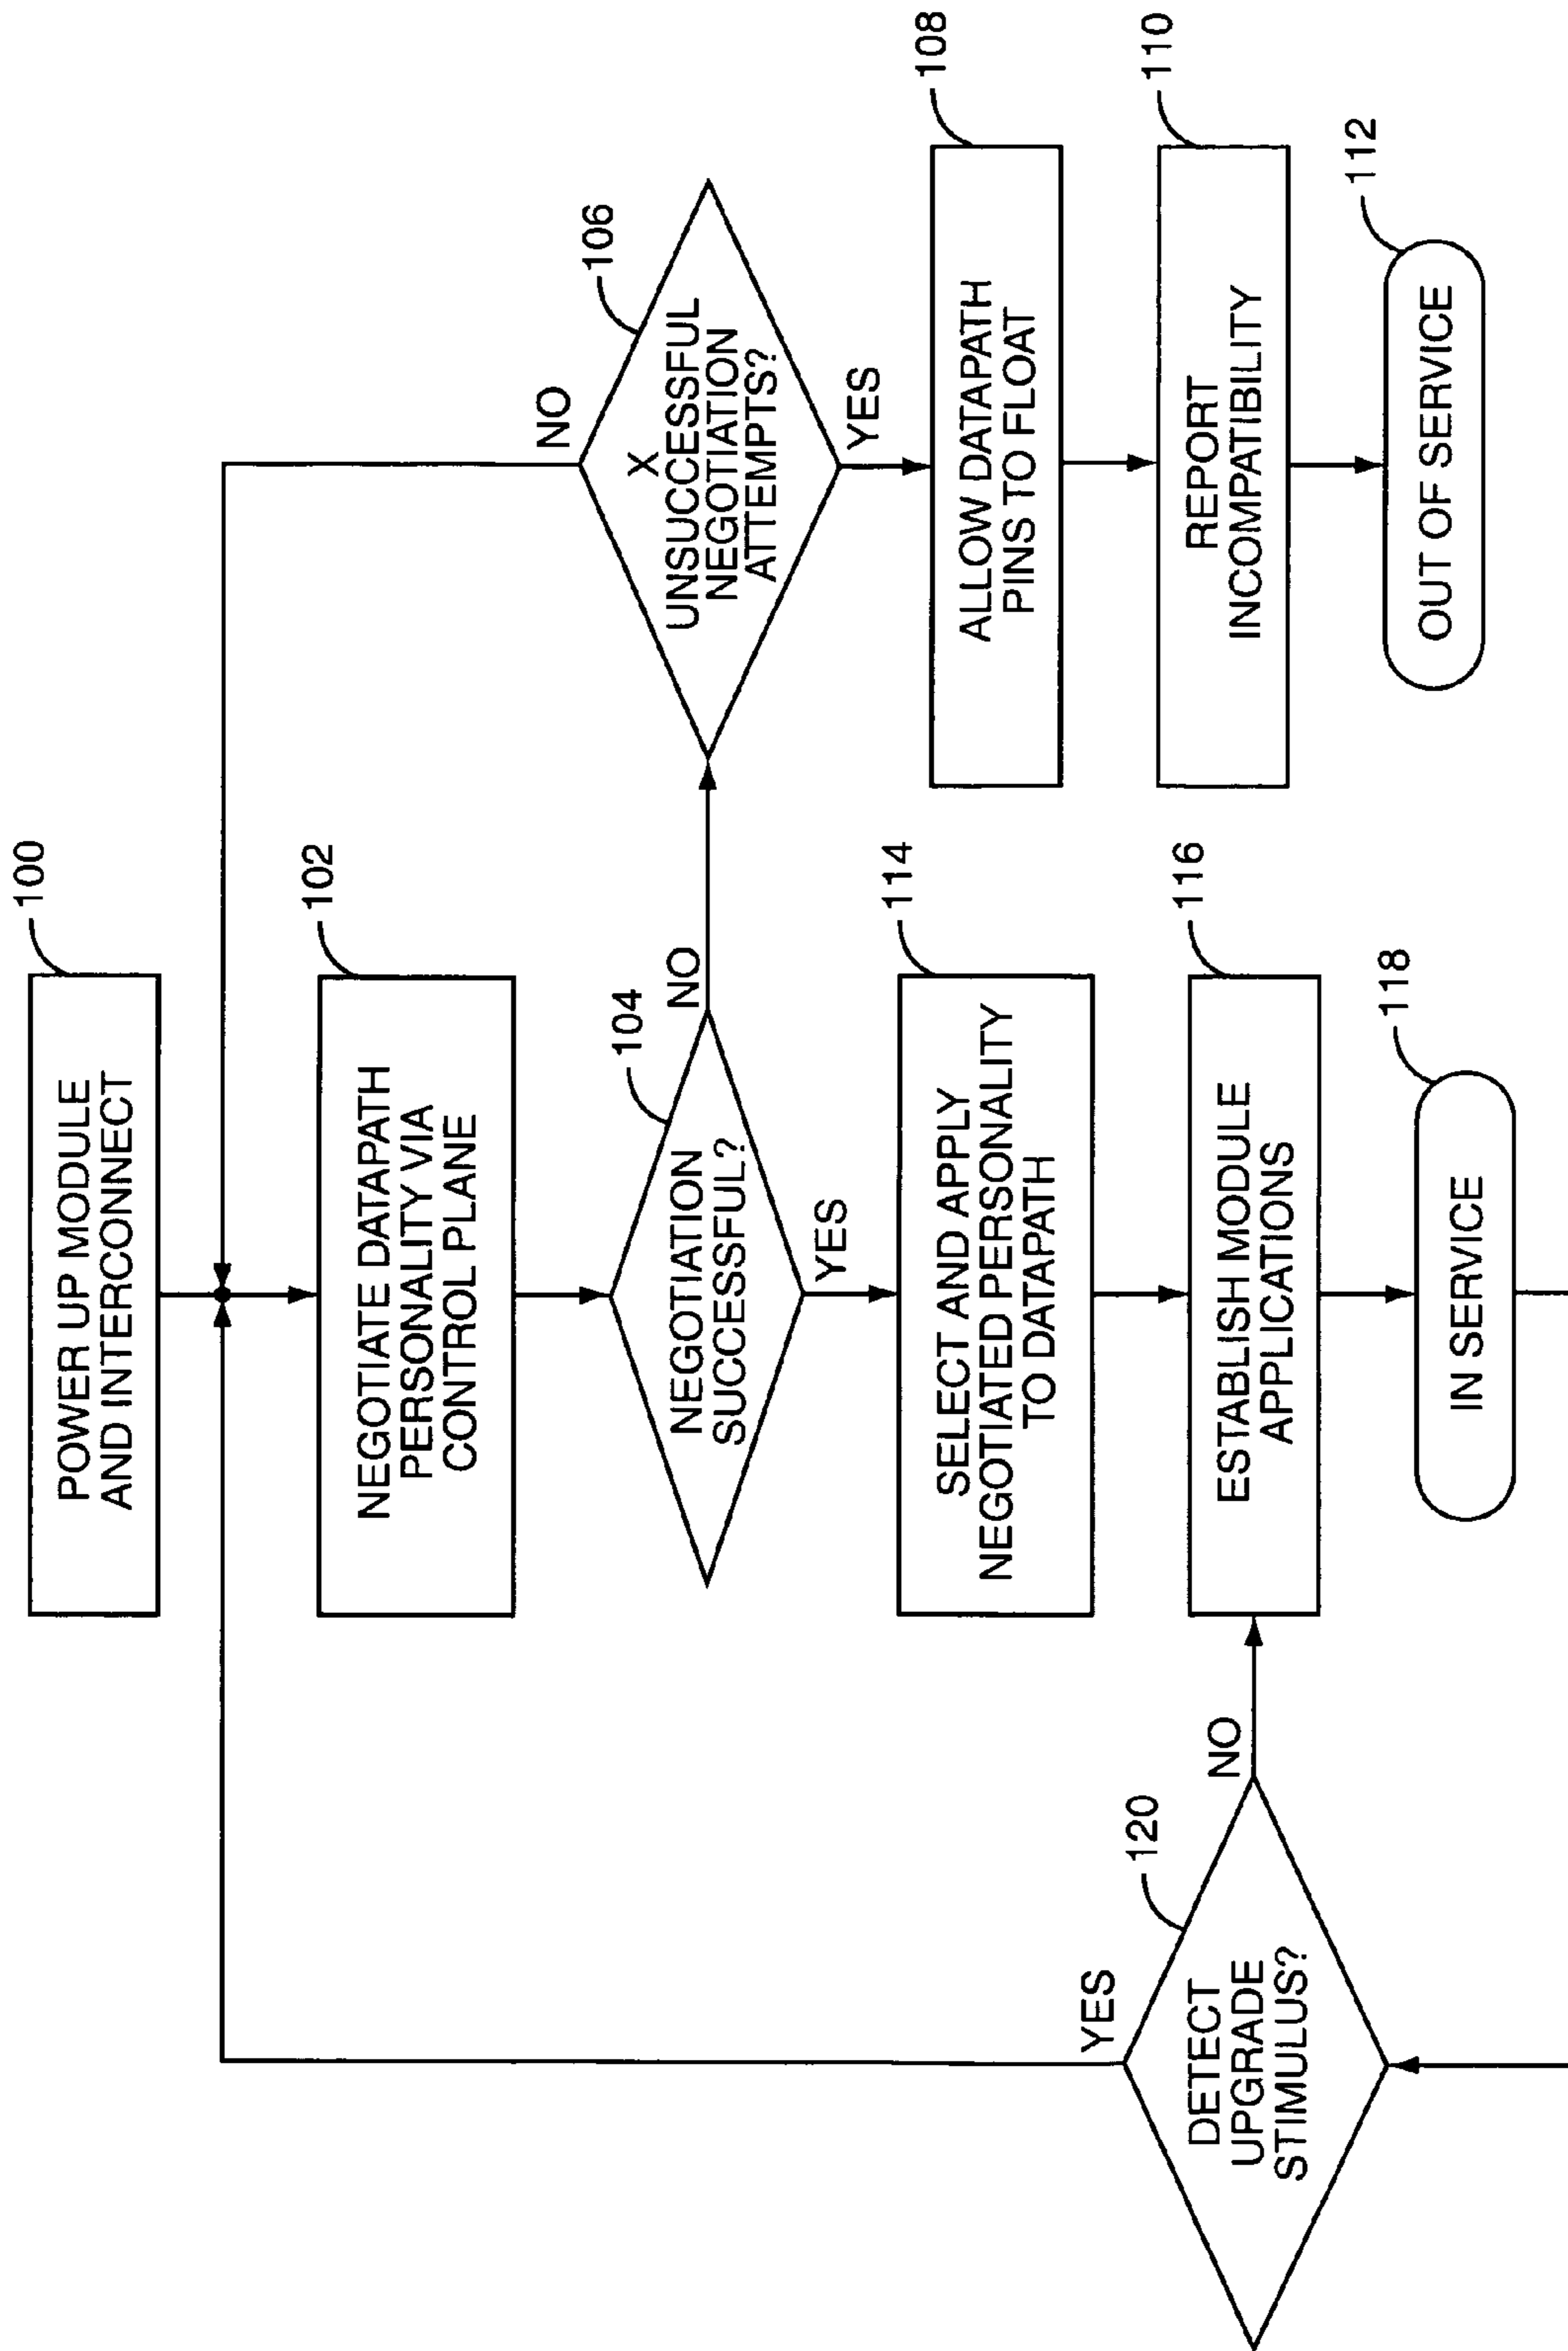 POWER UP MODULE
AND INTERCONNECT
100
NEGOTIATE DATAPATH
PERSONALITY VIA
CONTROL PLANE
102
NEGOTIATION
SUCCESSFUL?
104
NO
YES
X
UNSUCCESSFUL
NEGOTIATION
ATTEMPTS?
106
NO
YES
ALLOW DATAPATH
PINS TO FLOAT
108
REPORT
INCOMPATIBILITY
110
OUT OF SERVICE
112
SELECT AND APPLY
NEGOTIATED PERSONALITY
TO DATAPATH
114
ESTABLISH MODULE
APPLICATIONS
116
IN SERVICE
118
DETECT
UPGRADE
STIMULUS?
120
YES
NO